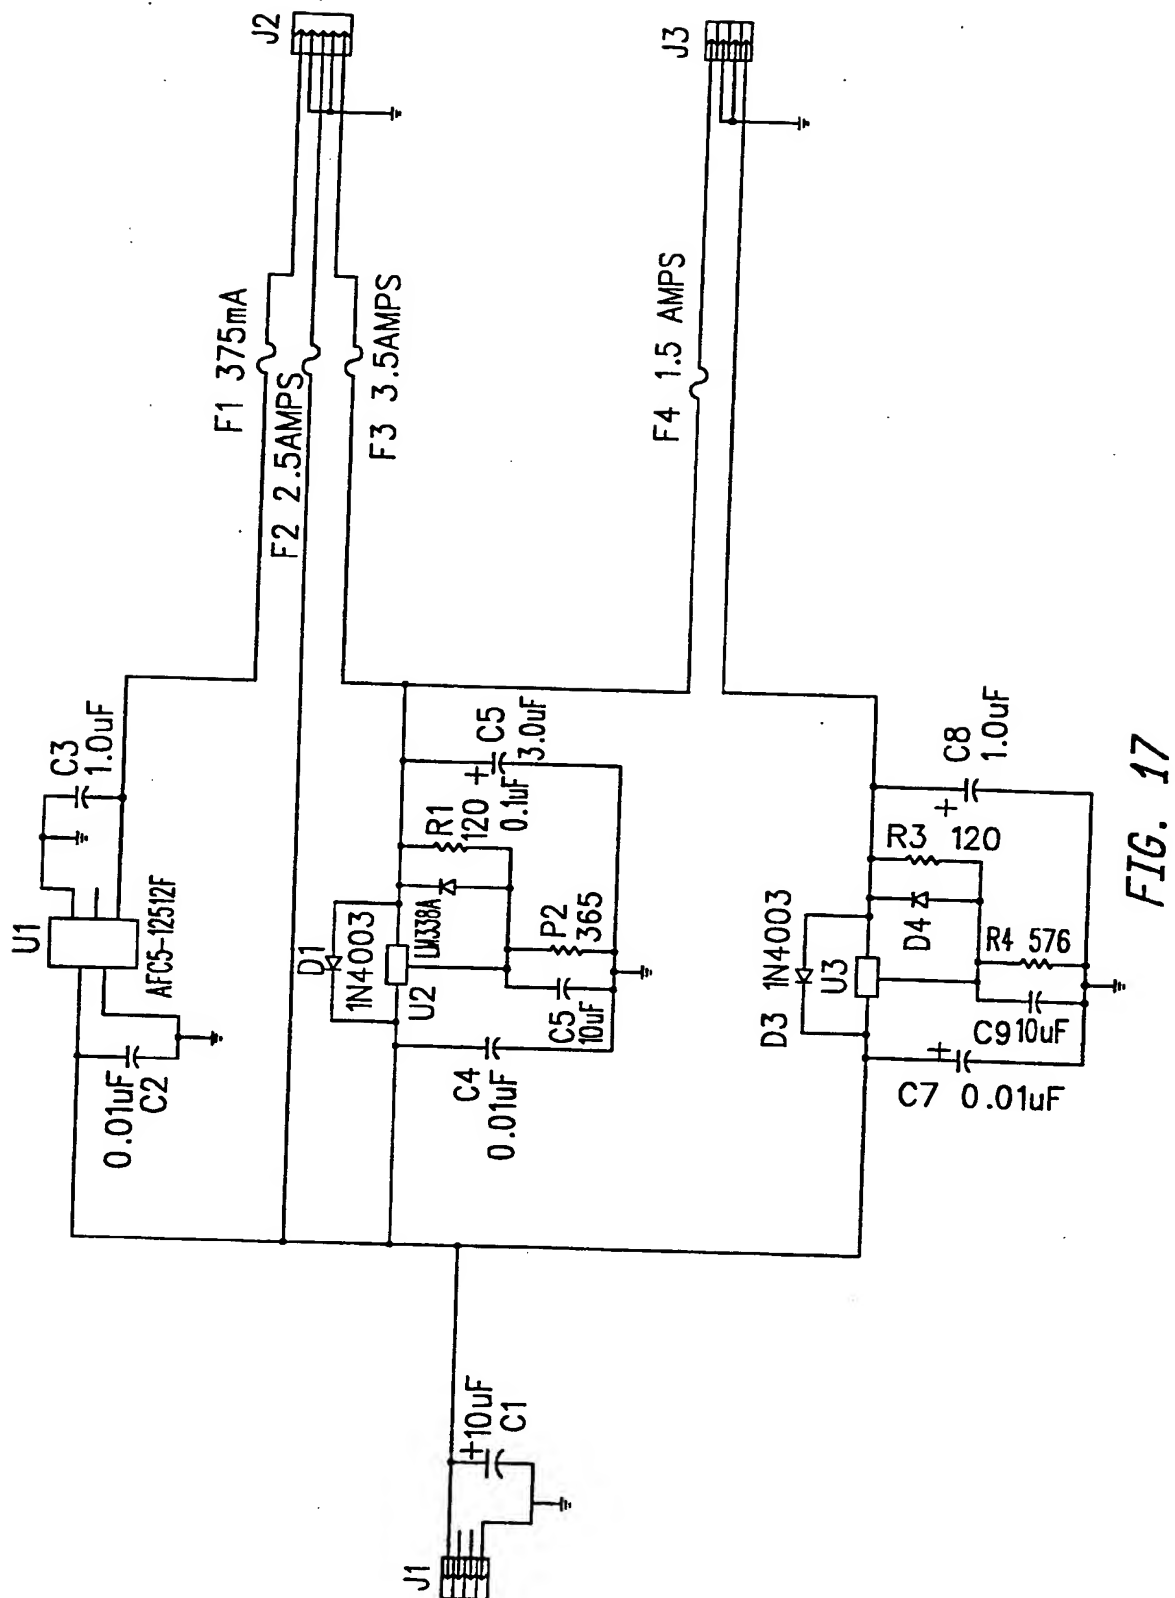 J1
+10uF
C1
0.01uF
C2
U1
AFC5-12512F
C3
1.0uF
F1 375mA
F2 2.5AMPS
F3 3.5AMPS
J2
D1
1N4003
U2
LM338A
C4
0.01uF
C5
10uF
P2
365
R1
120
+
0.1uF
C5
3.0uF
F4 1.5 AMPS
J3
D3 1N4003
U3
D4
R3 120
R4 576
C9 10uF
+
C7 0.01uF
+
C8
1.0uF
FIG. 17